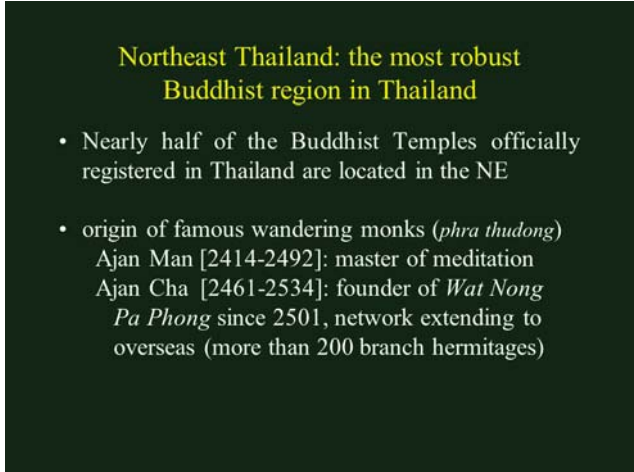 Northeast Thailand: the most robust
Buddhist region in Thailand
• Nearly half of the Buddhist Temples officially
registered in Thailand are located in the NE
• origin of famous wandering monks (phra thudong)
Ajan Man [2414-2492]: master of meditation
Ajan Cha [2461-2534]: founder of Wat Nong
Pa Phong since 2501, network extending to
overseas (more than 200 branch hermitages)